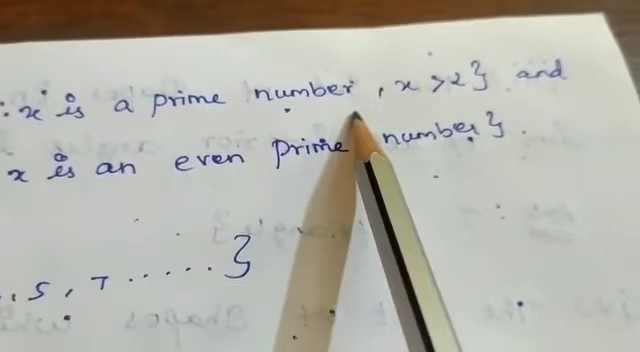 : x is a prime number , x > 2 } and
x is an even prime number } .
, 5 , 7 ...... }